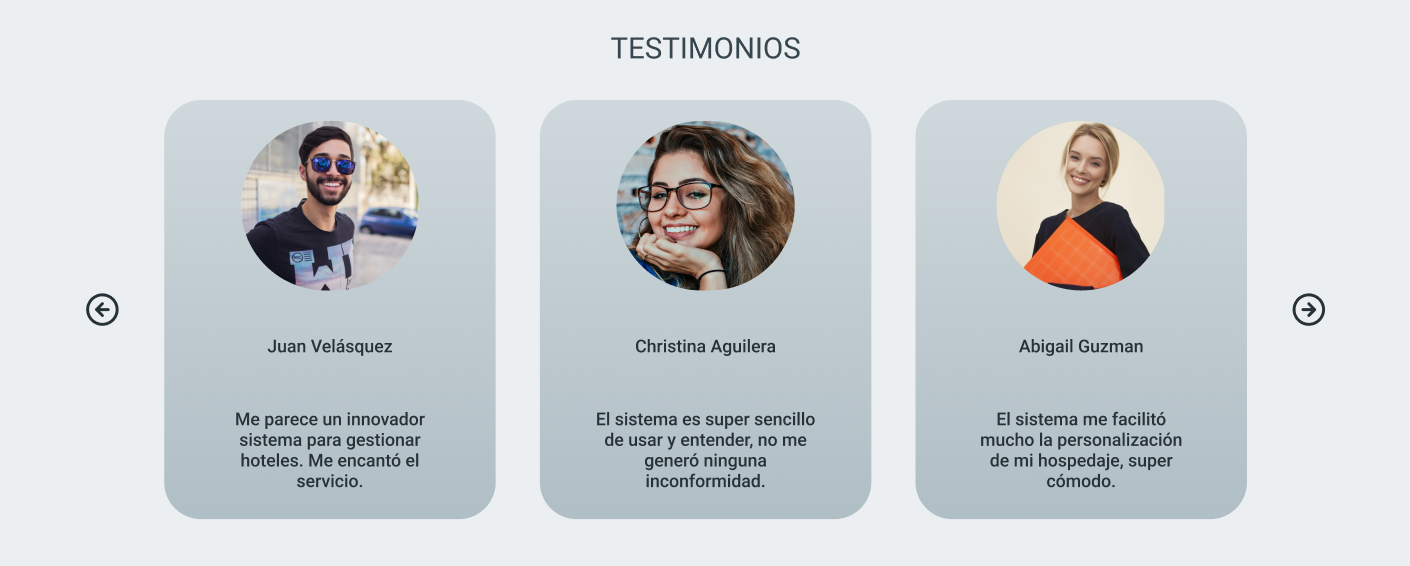 TESTIMONIOS
Juan Velásquez
Me parece un innovador
sistema para gestionar
hoteles. Me encantó el
servicio.
Christina Aguilera
El sistema es super sencillo
de usar y entender, no me
generó ninguna
inconformidad.
Abigail Guzman
El sistema me facilitó
mucho la personalización
de mi hospedaje, super
cómodo.